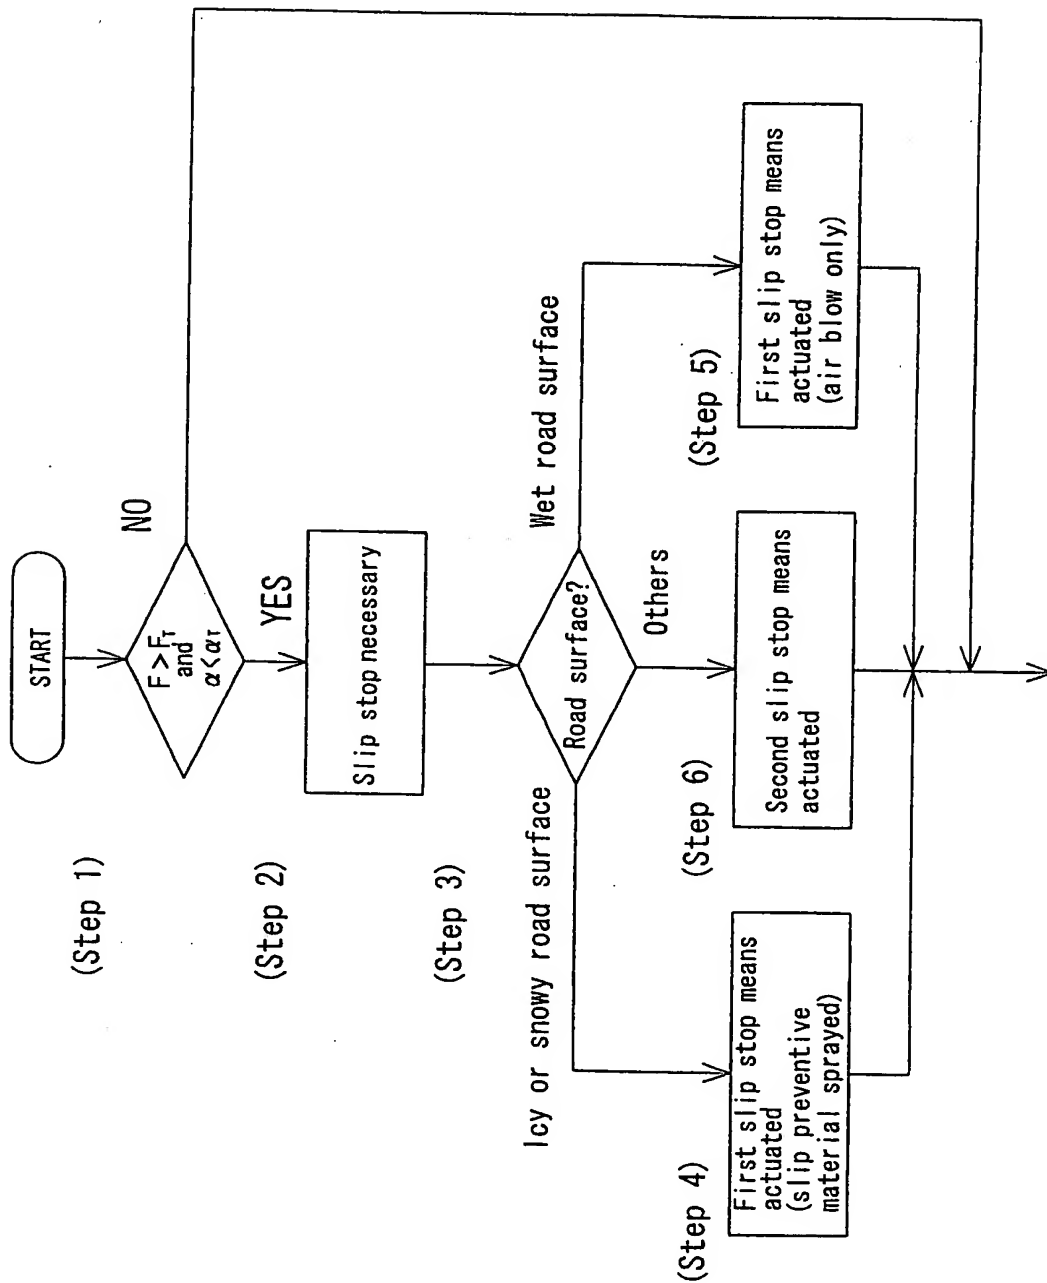 START
(Step 1)
F > FT
and
α < αT
NO
YES
(Step 2)
Slip stop necessary
(Step 3)
Road surface?
Icy or snowy road surface
Others
Wet road surface
(Step 4)
First slip stop means
actuated
(slip preventive
material sprayed)
(Step 6)
Second slip stop means
actuated
(Step 5)
First slip stop means
actuated
(air blow only)